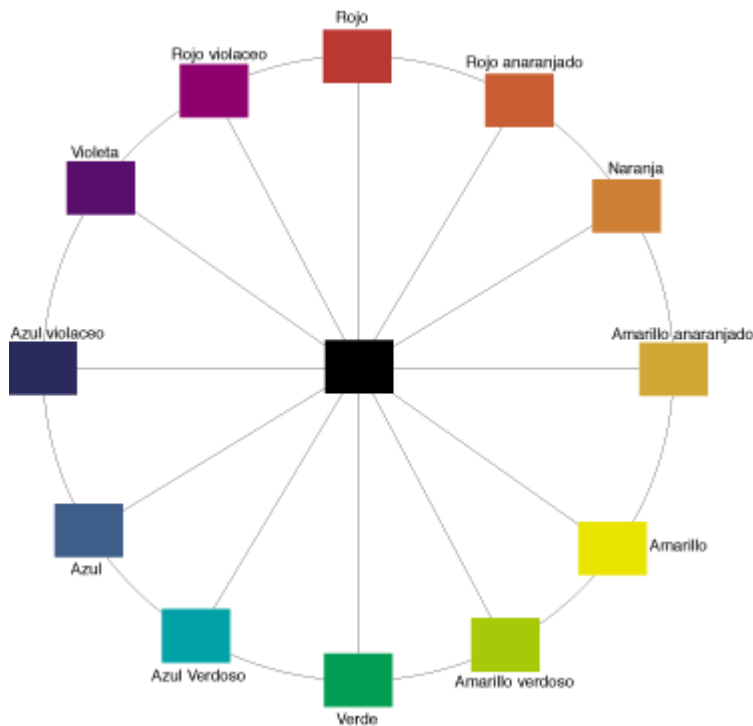 Rojo
Rojo violaceo
Rojo anaranjado
Violeta
Naranja
Azul violaceo
Amarillo anaranjado
Amarillo
Azul
Azul Verdoso
Amarillo verdoso
Verde